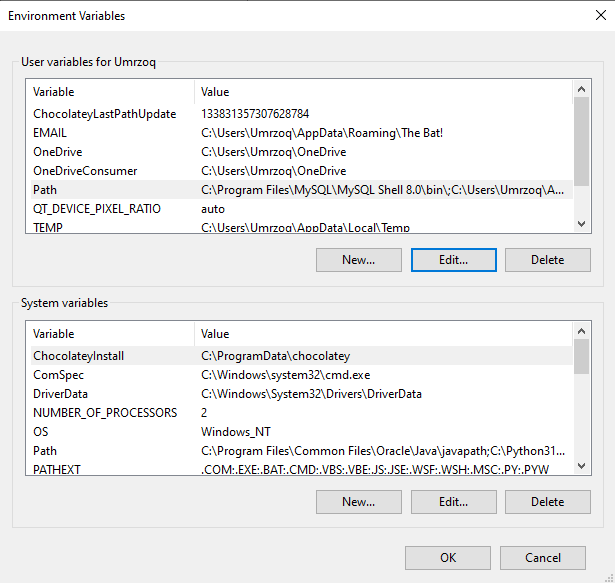 Environment Variables
User variables for Umrzoq
Variable Value
ChocolateyLastPathUpdate 133831357307628784
EMAIL C:\Users\Umrzoq\AppData\Roaming\The Bat!
OneDrive C:\Users\Umrzoq\OneDrive
OneDriveConsumer C:\Users\Umrzoq\OneDrive
Path C:\Program Files\MySQL\MySQL Shell 8.0\bin\;C:\Users\Umrzoq\A...
QT_DEVICE_PIXEL_RATIO auto
TEMP C:\Users\Umrzoq\AppData\Local\Temp
New... Edit... Delete
System variables
Variable Value
ChocolateyInstall C:\ProgramData\chocolatey
ComSpec C:\Windows\system32\cmd.exe
DriverData C:\Windows\System32\Drivers\DriverData
NUMBER_OF_PROCESSORS 2
OS Windows_NT
Path C:\Program Files\Common Files\Oracle\Java\javapath;C:\Python31...
PATHEXT .COM;.EXE;.BAT;.CMD;.VBS;.VBE;.JS;.JSE;.WSF;.WSH;.MSC;.PY;.PYW
New... Edit... Delete
OK Cancel